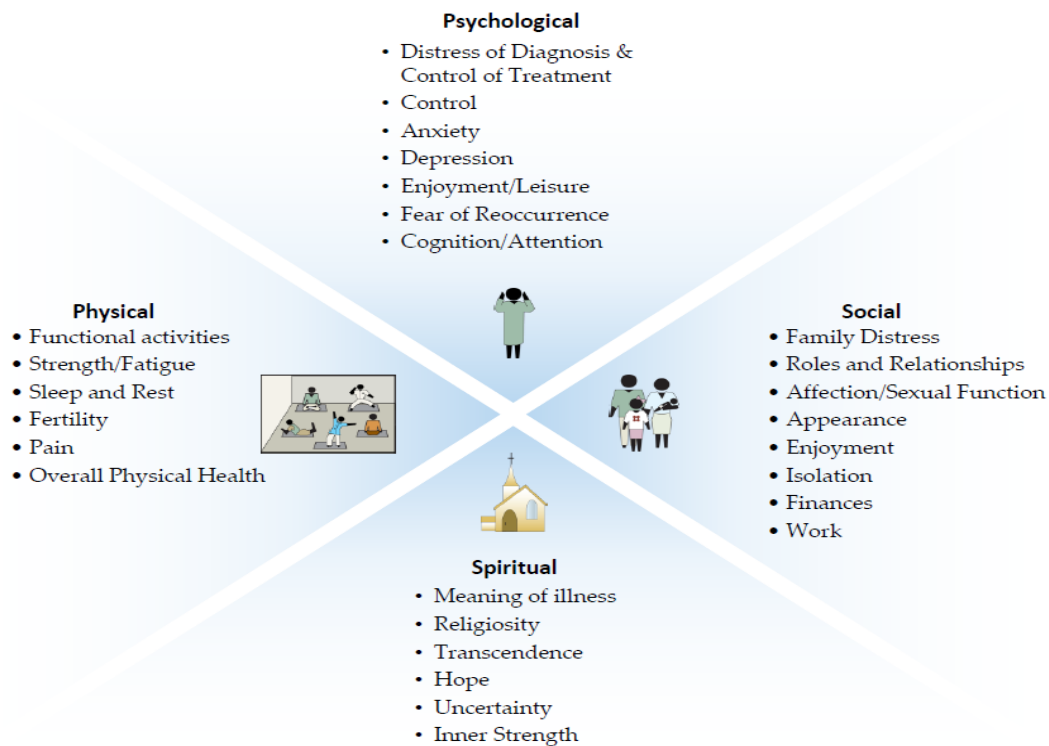 Psychological
• Distress of Diagnosis &
Control of Treatment
• Control
• Anxiety
• Depression
• Enjoyment/Leisure
• Fear of Reoccurrence
• Cognition/Attention
Physical
• Functional activities
• Strength/Fatigue
• Sleep and Rest
• Fertility
• Pain
• Overall Physical Health
Social
• Family Distress
• Roles and Relationships
• Affection/Sexual Function
• Appearance
• Enjoyment
• Isolation
• Finances
• Work
Spiritual
• Meaning of illness
• Religiosity
• Transcendence
• Hope
• Uncertainty
• Inner Strength